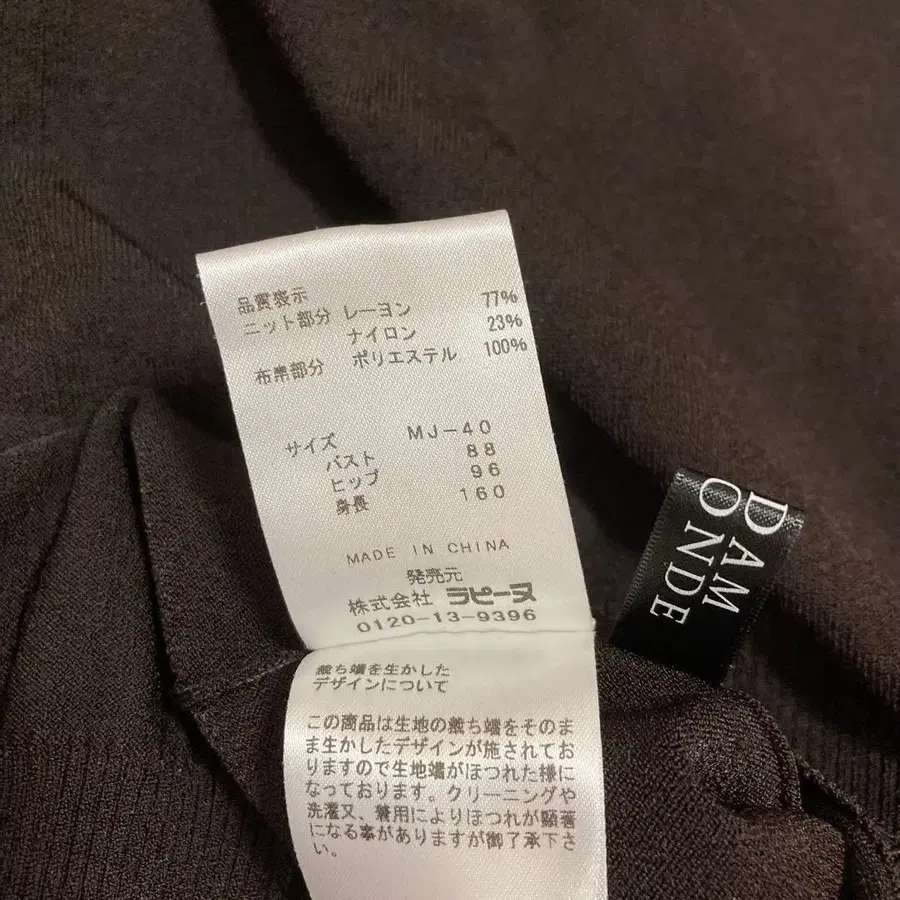 品質表示
ニット部分 レーヨン 77%
ナイロン 23%
布帛部分 ポリエステル 100%
サイズ MJ-40
バスト 88
ヒップ 96
身長 160
MADE IN CHINA
発売元
株式会社 ラピーヌ
0120-13-9396
裁ち端を生かした
デザインについて
この商品は生地の裁ち端をそのま
ま生かしたデザインが施されてお
りますので生地端がほつれた様に
なっております。クリーニングや
洗濯又、着用によりほつれが顕著
になる事がありますが御了承下さ
い。
DAM
ONDE